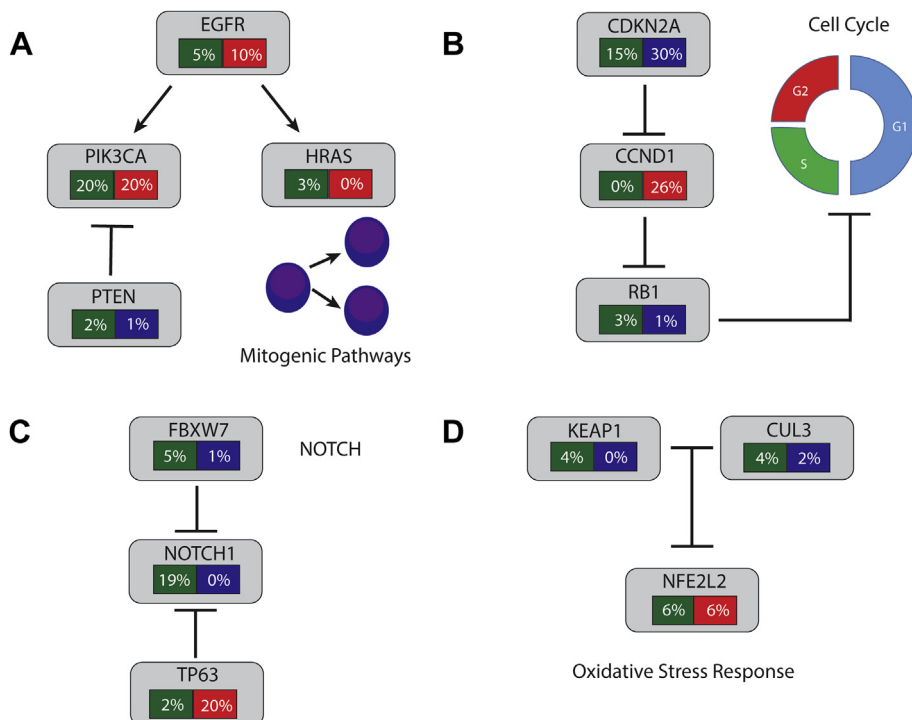 A
EGFR
5% 10%
PIK3CA
20% 20%
HRAS
3% 0%
PTEN
2% 1%
Mitogenic Pathways
B
CDKN2A
15% 30%
Cell Cycle
G2
G1
S
CCND1
0% 26%
RB1
3% 1%
C
FBXW7
5% 1%
NOTCH
NOTCH1
19% 0%
TP63
2% 20%
D
KEAP1
4% 0%
CUL3
4% 2%
NFE2L2
6% 6%
Oxidative Stress Response